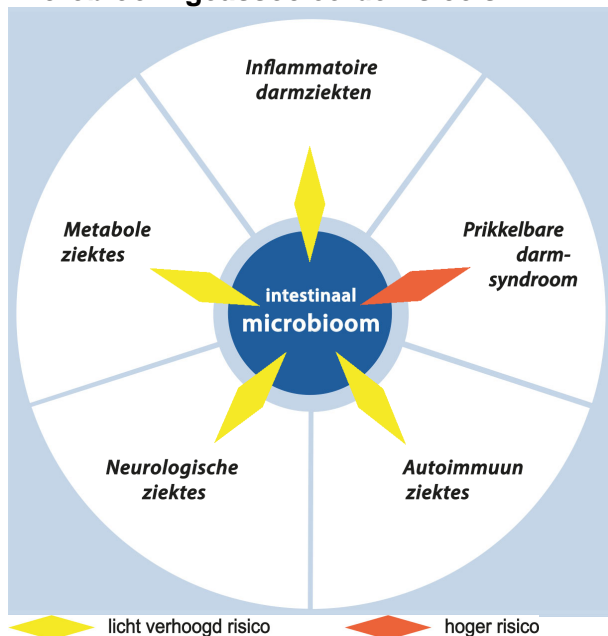 Inflammatoire
darmziekten
Metabole
ziektes
Prikkelbare
darm-
syndroom
intestinaal
microbioom
Neurologische
ziektes
Autoimmuun
ziektes
licht verhoogd risico
hoger risico